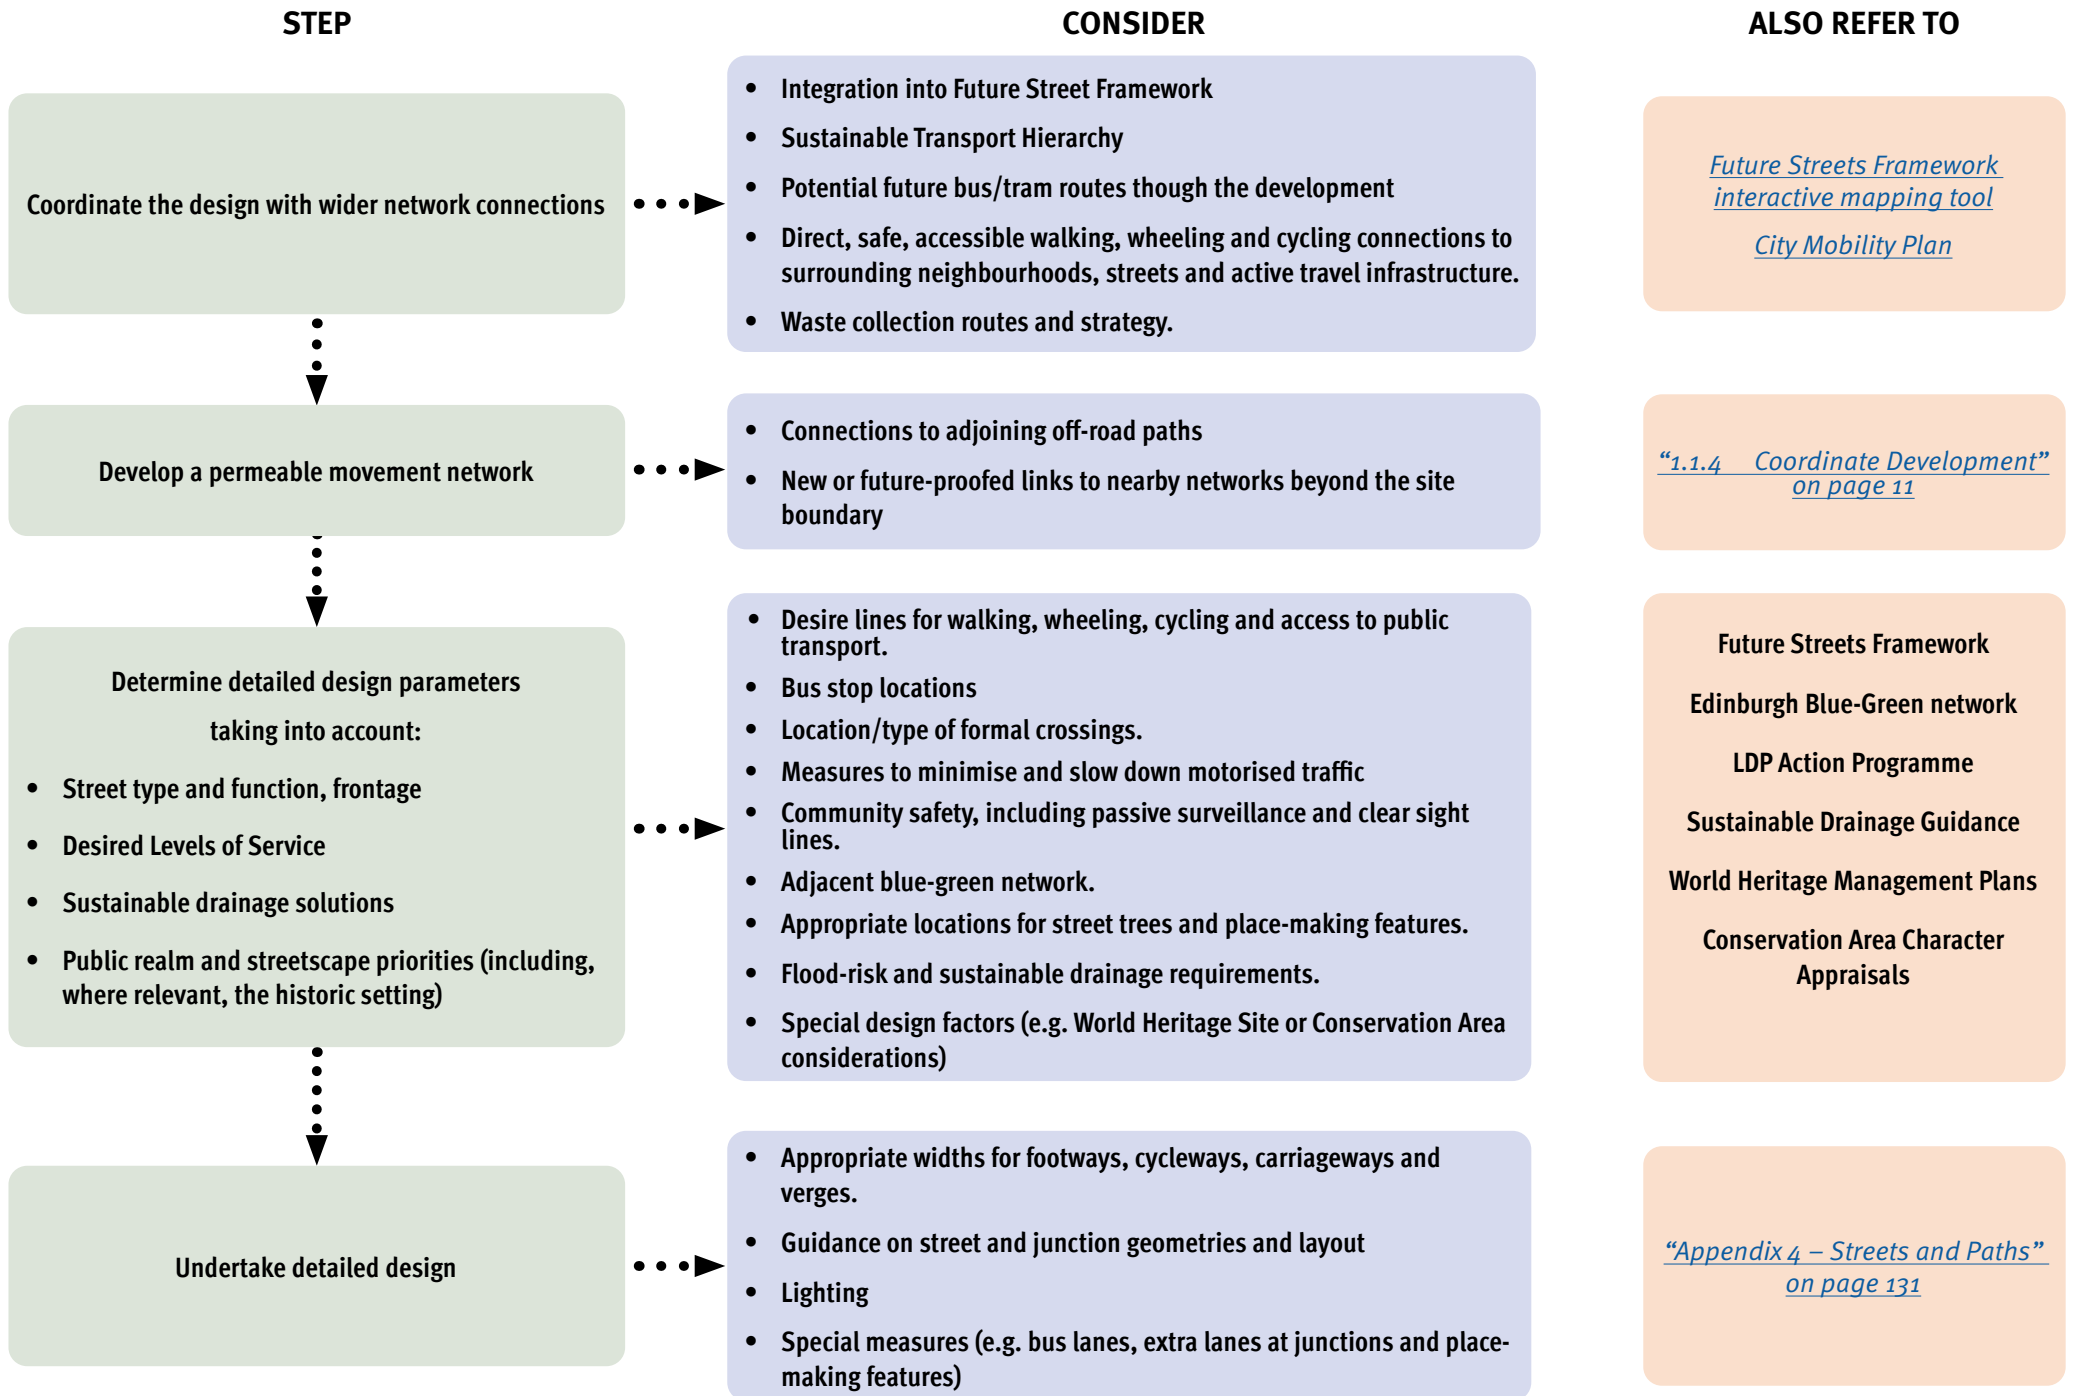 STEP
CONSIDER
ALSO REFER TO
Coordinate the design with wider network connections
• Integration into Future Street Framework
• Sustainable Transport Hierarchy
• Potential future bus/tram routes though the development
• Direct, safe, accessible walking, wheeling and cycling connections to
surrounding neighbourhoods, streets and active travel infrastructure.
• Waste collection routes and strategy.
Future Streets Framework
interactive mapping tool
City Mobility Plan
Develop a permeable movement network
• Connections to adjoining off-road paths
• New or future-proofed links to nearby networks beyond the site
boundary
“1.1.4 Coordinate Development”
on page 11
Determine detailed design parameters
taking into account:
• Street type and function, frontage
• Desired Levels of Service
• Sustainable drainage solutions
• Public realm and streetscape priorities (including,
where relevant, the historic setting)
• Desire lines for walking, wheeling, cycling and access to public
transport.
• Bus stop locations
• Location/type of formal crossings.
• Measures to minimise and slow down motorised traffic
• Community safety, including passive surveillance and clear sight
lines.
• Adjacent blue-green network.
• Appropriate locations for street trees and place-making features.
• Flood-risk and sustainable drainage requirements.
• Special design factors (e.g. World Heritage Site or Conservation Area
considerations)
Future Streets Framework
Edinburgh Blue-Green network
LDP Action Programme
Sustainable Drainage Guidance
World Heritage Management Plans
Conservation Area Character
Appraisals
Undertake detailed design
• Appropriate widths for footways, cycleways, carriageways and
verges.
• Guidance on street and junction geometries and layout
• Lighting
• Special measures (e.g. bus lanes, extra lanes at junctions and place-
making features)
“Appendix 4 – Streets and Paths”
on page 131